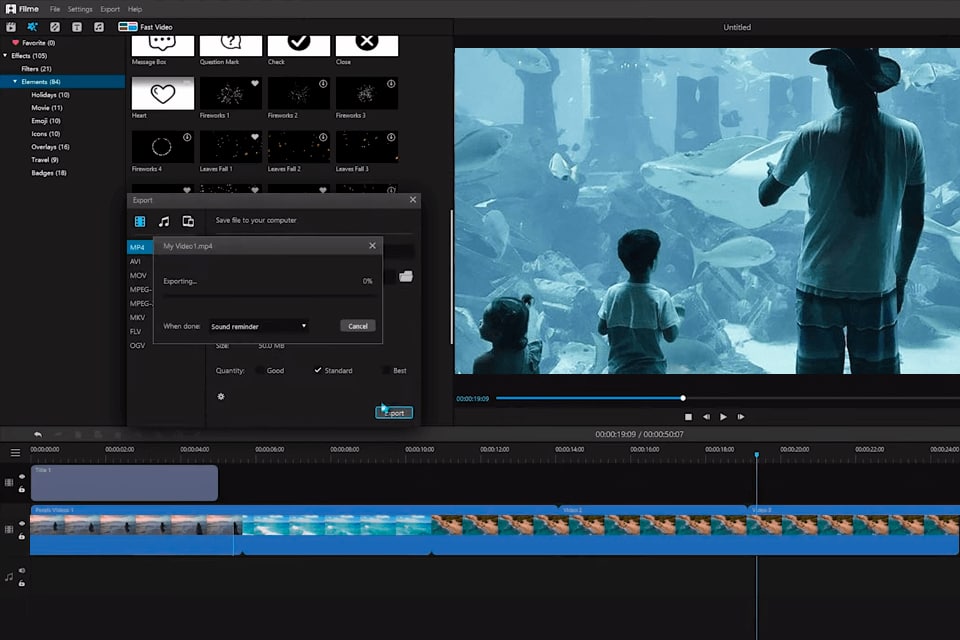 Filme File Settings Export Help
Fast Video
Untitled
Favorite (0)
Effects (105)
Filters (21)
Elements (84)
Holidays (10)
Movie (11)
Emoji (10)
Icons (10)
Overlays (16)
Travel (9)
Badges (18)
Message Box Question Mark Check Close
Heart Fireworks 1 Fireworks 2 Fireworks 3
Fireworks 4 Leaves Fall 1 Leaves Fall 2 Leaves Fall 3
Export
Save file to your computer
MP4
AVI
MOV
MPEG-
MPEG-
MKV
FLV
OGV
My Video1.mp4
Exporting... 0%
When done: Sound reminder Cancel
Size: 50.0 MB
Quantity: Good Standard Best
Export
00:00:19:09
00:00:19:09 / 00:00:50:07
00:00:00:00 00:00:02:00 00:00:04:00 00:00:06:00 00:00:08:00 00:00:10:00 00:00:12:00 00:00:14:00 00:00:16:00 00:00:18:00 00:00:20:00 00:00:22:00 00:00:24:00
Title 1
Video 2 Video 3